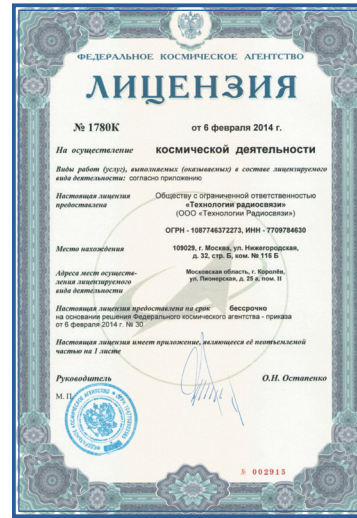 ФЕДЕРАЛЬНОЕ КОСМИЧЕСКОЕ АГЕНТСТВО
ЛИЦЕНЗИЯ
№ 1780К от 6 февраля 2014 г.
На осуществление космической деятельности
Виды работ (услуг), выполняемых (оказываемых) в составе лицензируемого
вида деятельности: согласно приложению
Настоящая лицензия Обществу с ограниченной ответственностью
предоставлена «Технологии радиосвязи»
(ООО «Технологии Радиосвязи»)
ОГРН - 1087746372273, ИНН - 7709784630
Место нахождения 109029, г. Москва, ул. Нижегородская,
д. 32, стр. Б, ком. № 116 Б
Адреса мест осуществ- Московская область, г. Королёв,
ления лицензируемого ул. Пионерская, д. 25 а, пом. II
вида деятельности
Настоящая лицензия предоставлена на срок бессрочно
на основании решения Федерального космического агентства - приказа
от 6 февраля 2014 г. № 30
Настоящая лицензия имеет приложение, являющееся её неотъемлемой
частью на 1 листе
Руководитель О.Н. Остапенко
М. П.
№ 002915